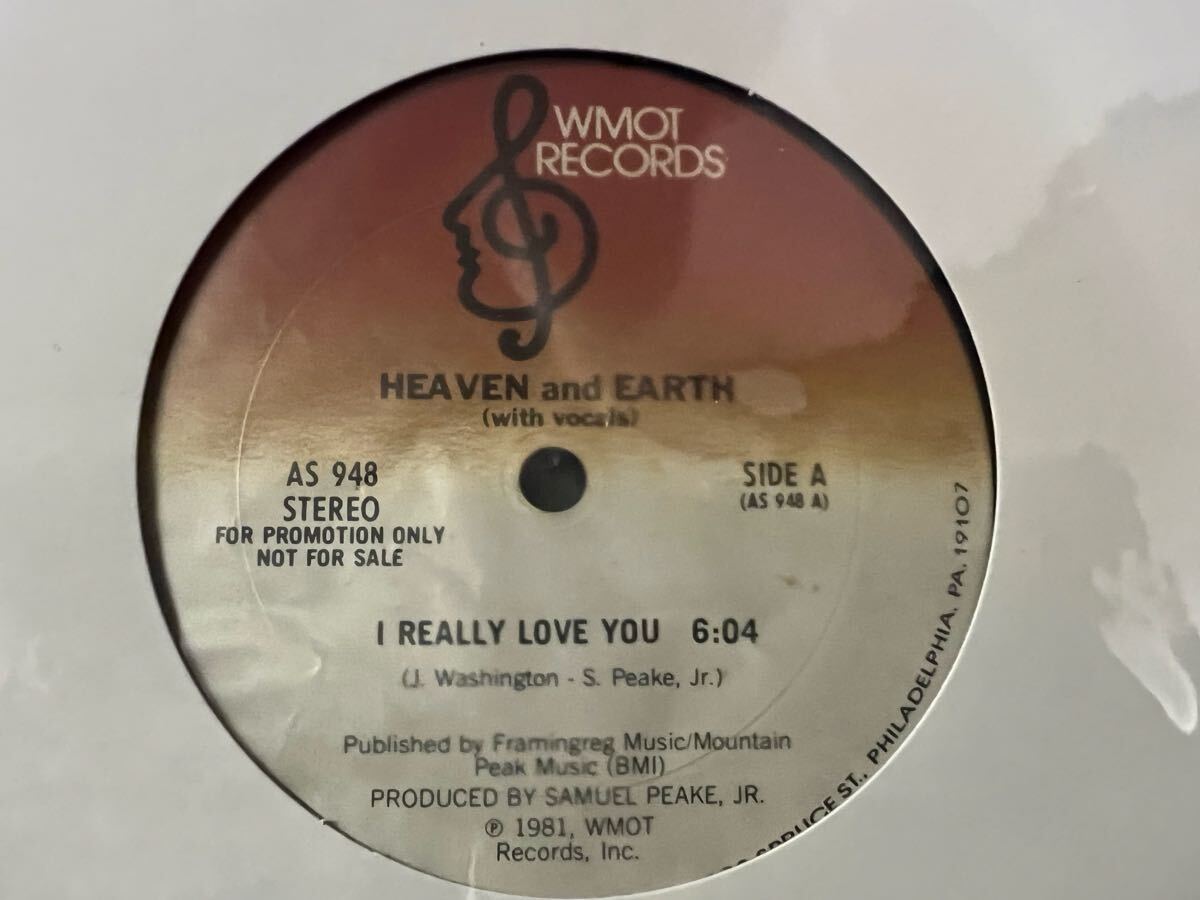 WMOT
RECORDS
HEAVEN and EARTH
(with vocals)
AS 948
STEREO
FOR PROMOTION ONLY
NOT FOR SALE
SIDE A
(AS 948 A)
I REALLY LOVE YOU 6:04
(J. Washington - S. Peake, Jr.)
Published by Framingreg Music/Mountain
Peak Music (BMI)
PRODUCED BY SAMUEL PEAKE, JR.
℗ 1981, WMOT
Records, Inc.
SPRUCE ST., PHILADELPHIA, PA. 19107